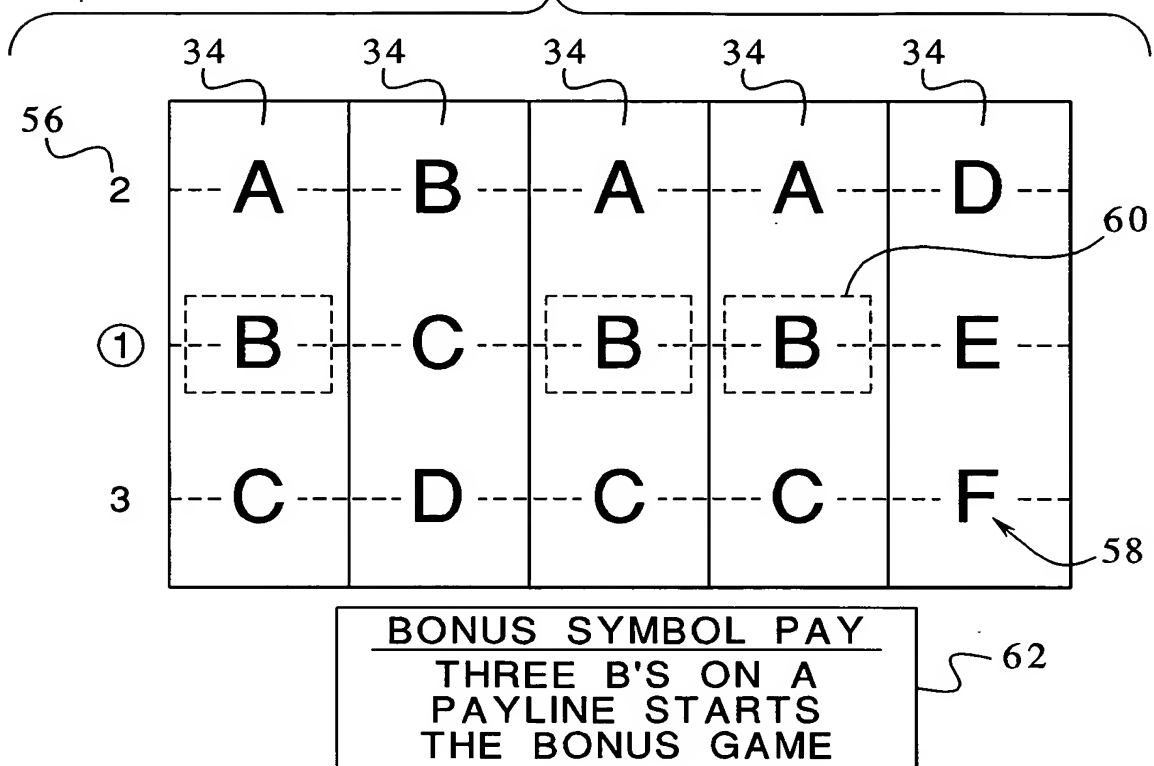 34 34 34 34 34
56
2 A B A A D
60
① B C B B E
3 C D C C F
58
BONUS SYMBOL PAY
THREE B'S ON A
PAYLINE STARTS
THE BONUS GAME
62